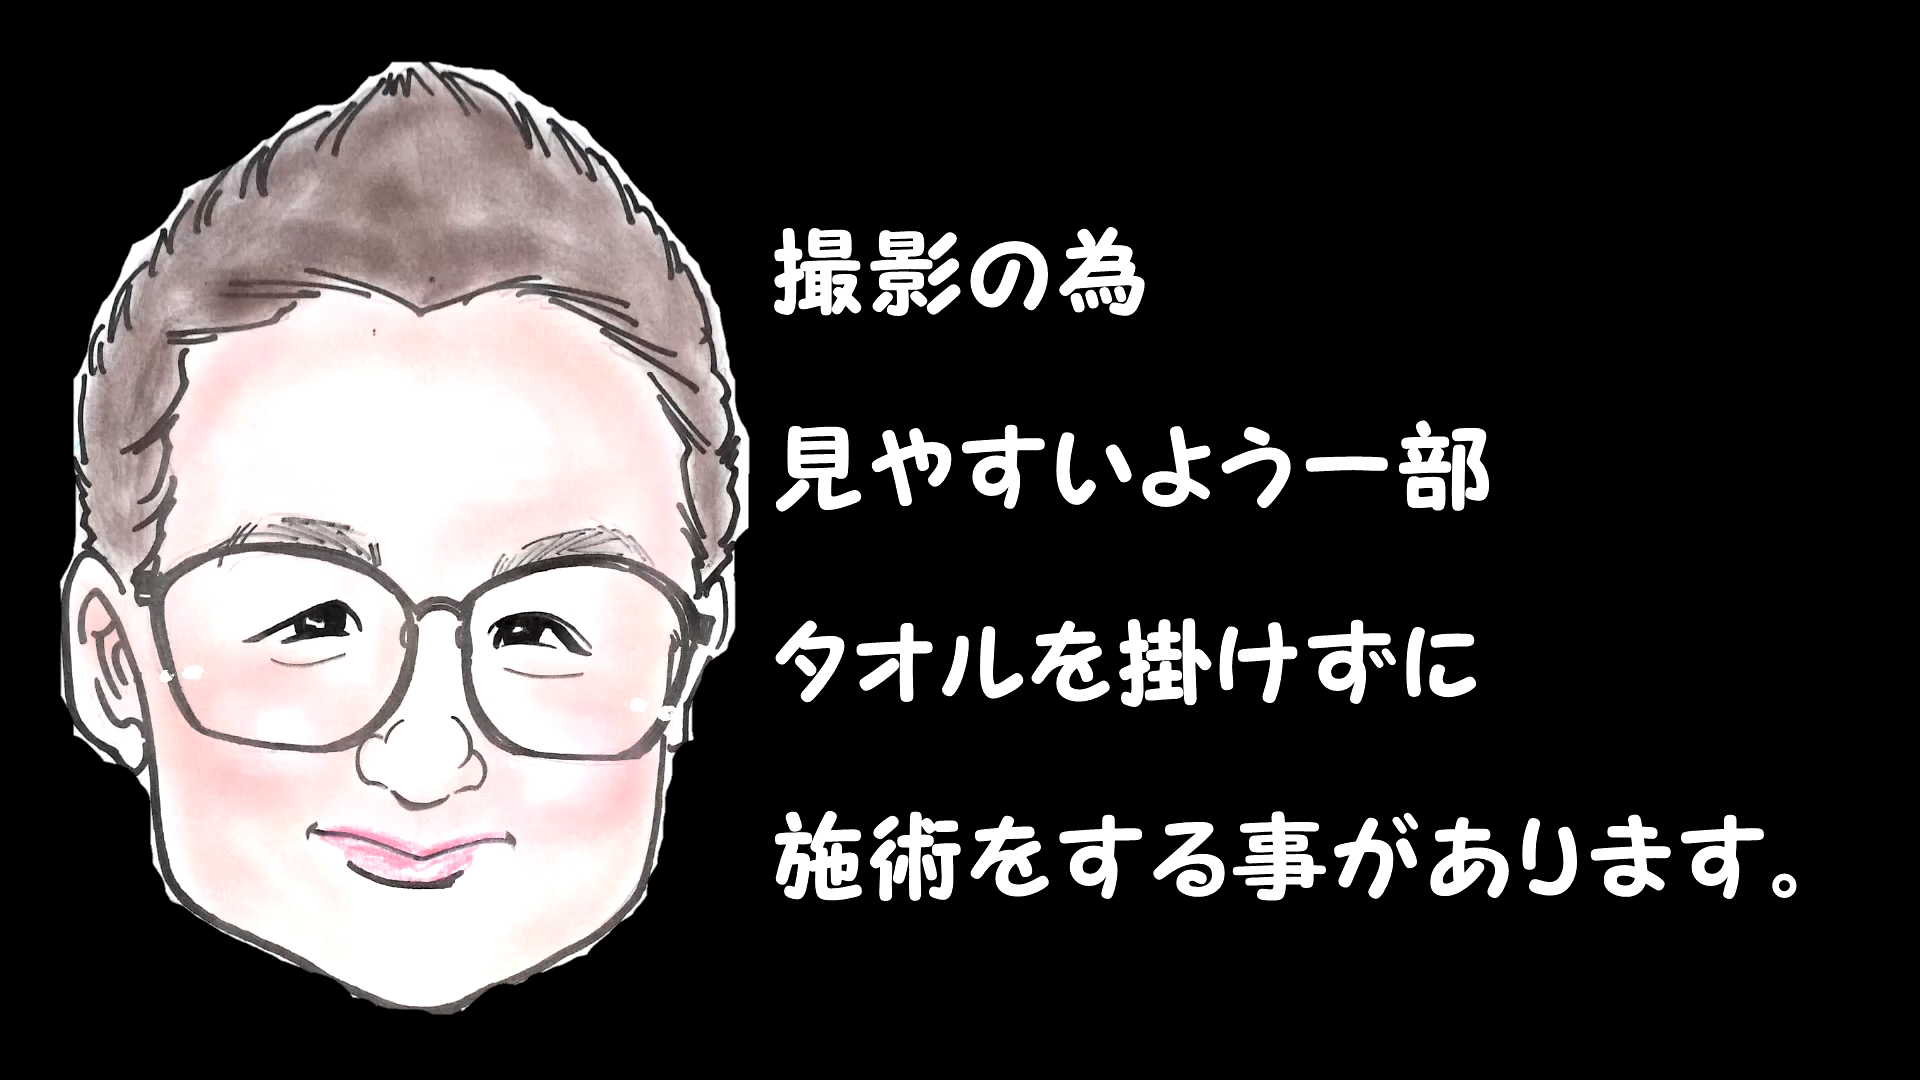 撮影の為
見やすいよう一部
タオルを掛けずに
施術をする事があります。